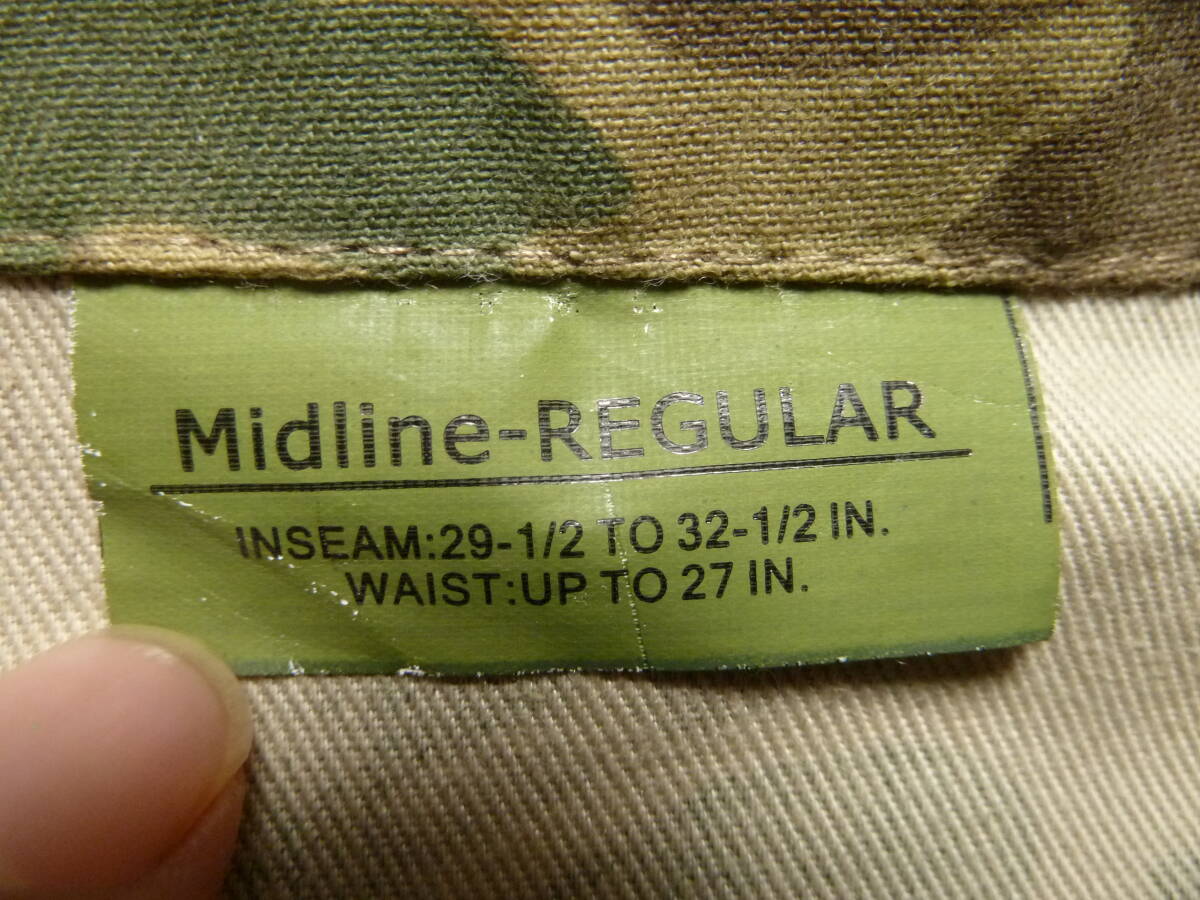 Midline-REGULAR
INSEAM:29-1/2 TO 32-1/2 IN.
WAIST:UP TO 27 IN.